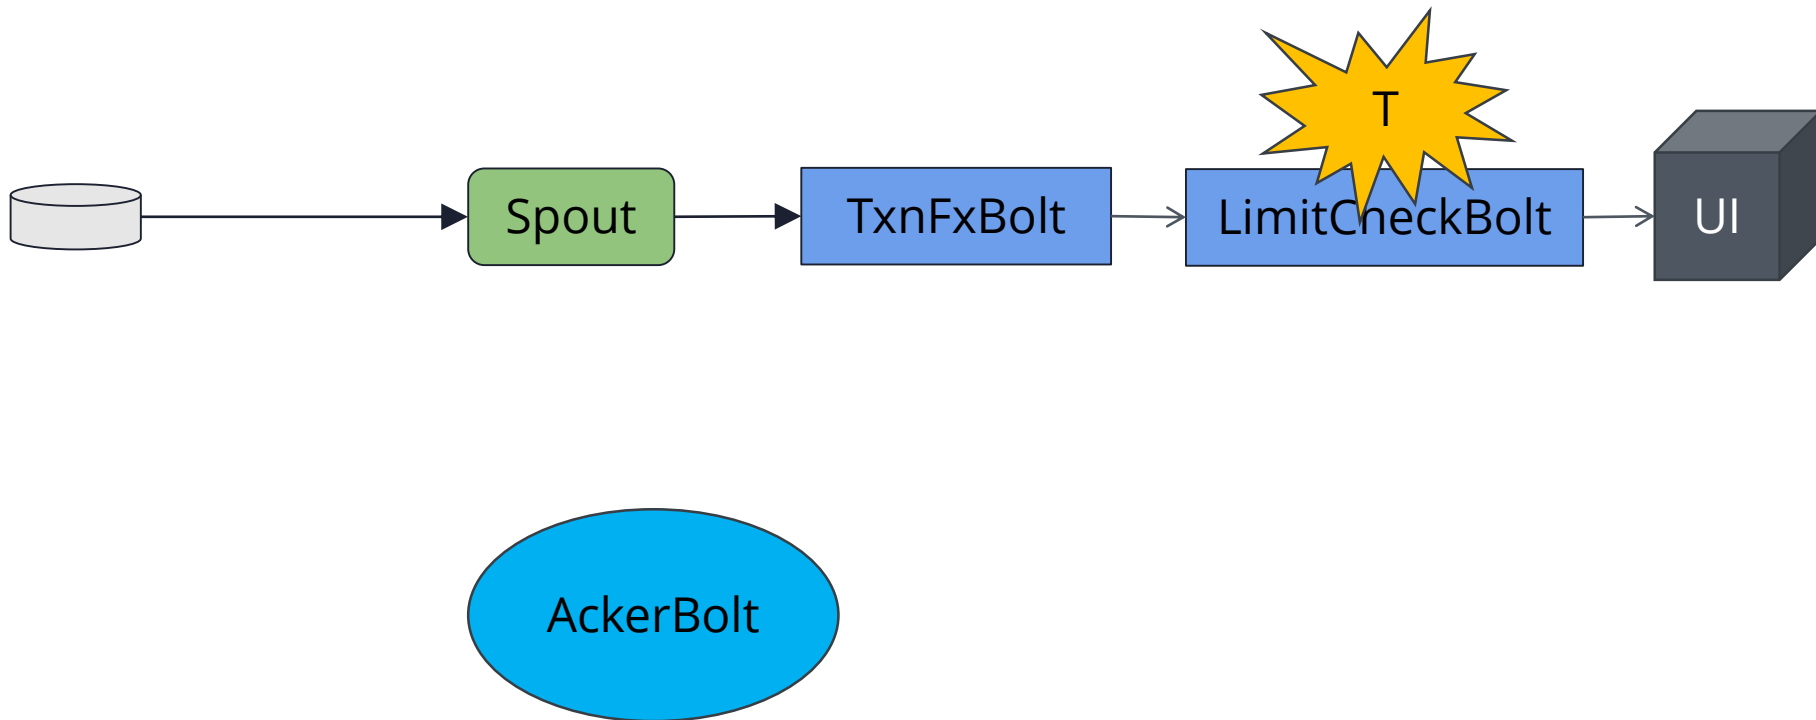 T
Spout
TxnFxBolt
LimitCheckBolt
UI
AckerBolt